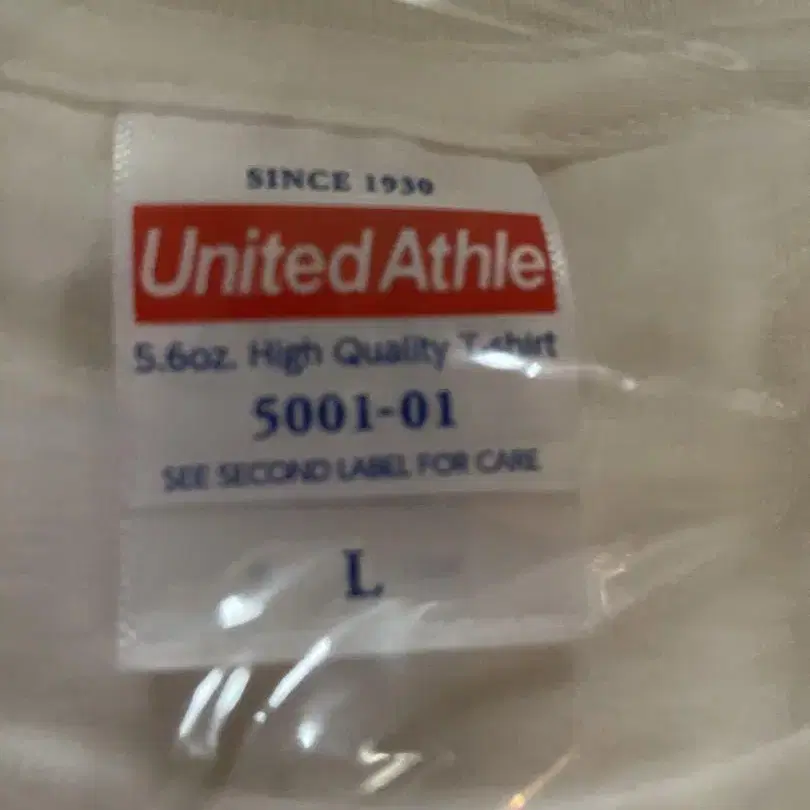 SINCE 1930
United Athle
5.6oz. High Quality T-shirt
5001-01
SEE SECOND LABEL FOR CARE
L